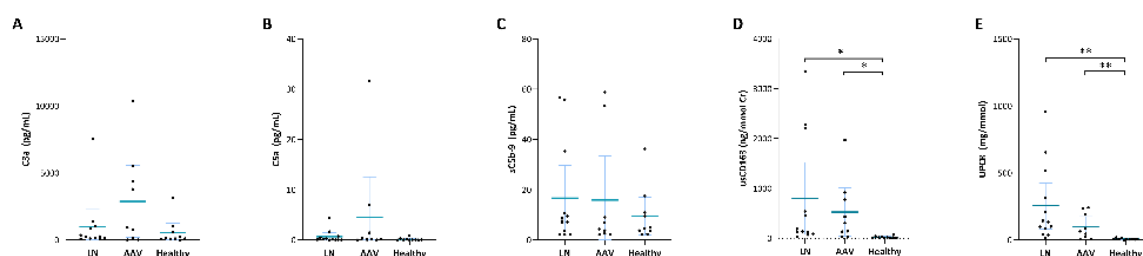 A
C3a (pg/mL)
15000
10000
5000
0
LN AAV Healthy
B
C5a (pg/mL)
40
30
20
10
0
LN AAV Healthy
C
sC5b-9 (pg/mL)
80
60
40
20
0
LN AAV Healthy
D
usCD163 (ng/mmol Cr)
4000
3000
2000
1000
0
*
*
LN AAV Healthy
E
UPCR (mg/mmol)
1500
1000
500
0
**
**
LN AAV Healthy